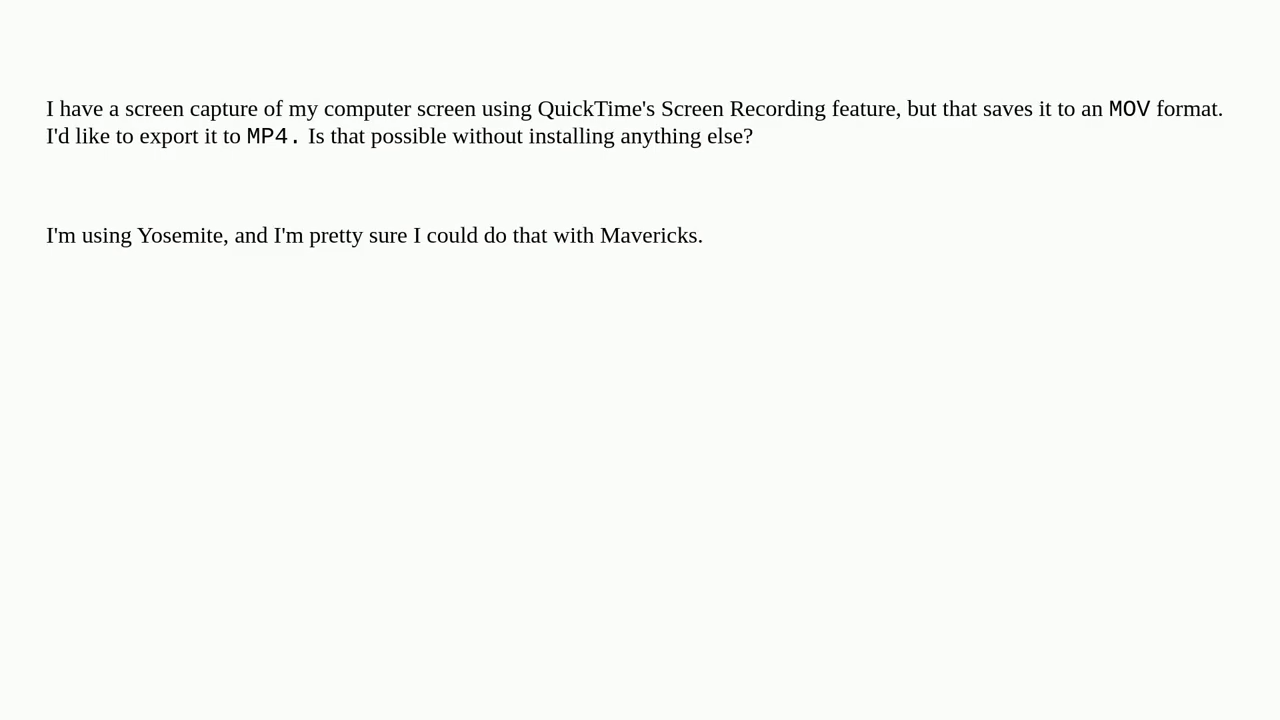 I have a screen capture of my computer screen using QuickTime's Screen Recording feature, but that saves it to an MOV format.
I'd like to export it to MP4. Is that possible without installing anything else?
I'm using Yosemite, and I'm pretty sure I could do that with Mavericks.